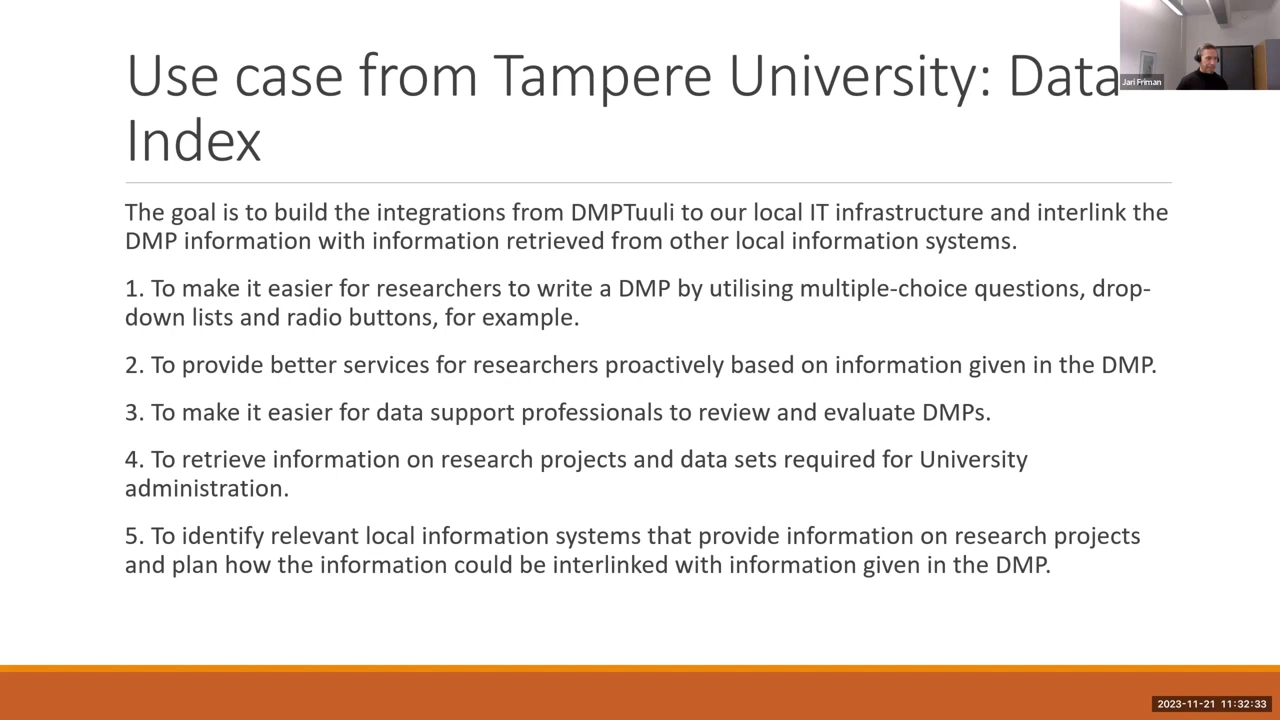 Use case from Tampere University: Data
Index
Jari Friman
The goal is to build the integrations from DMPTuuli to our local IT infrastructure and interlink the
DMP information with information retrieved from other local information systems.
1. To make it easier for researchers to write a DMP by utilising multiple-choice questions, drop-
down lists and radio buttons, for example.
2. To provide better services for researchers proactively based on information given in the DMP.
3. To make it easier for data support professionals to review and evaluate DMPs.
4. To retrieve information on research projects and data sets required for University
administration.
5. To identify relevant local information systems that provide information on research projects
and plan how the information could be interlinked with information given in the DMP.
2023-11-21 11:32:33